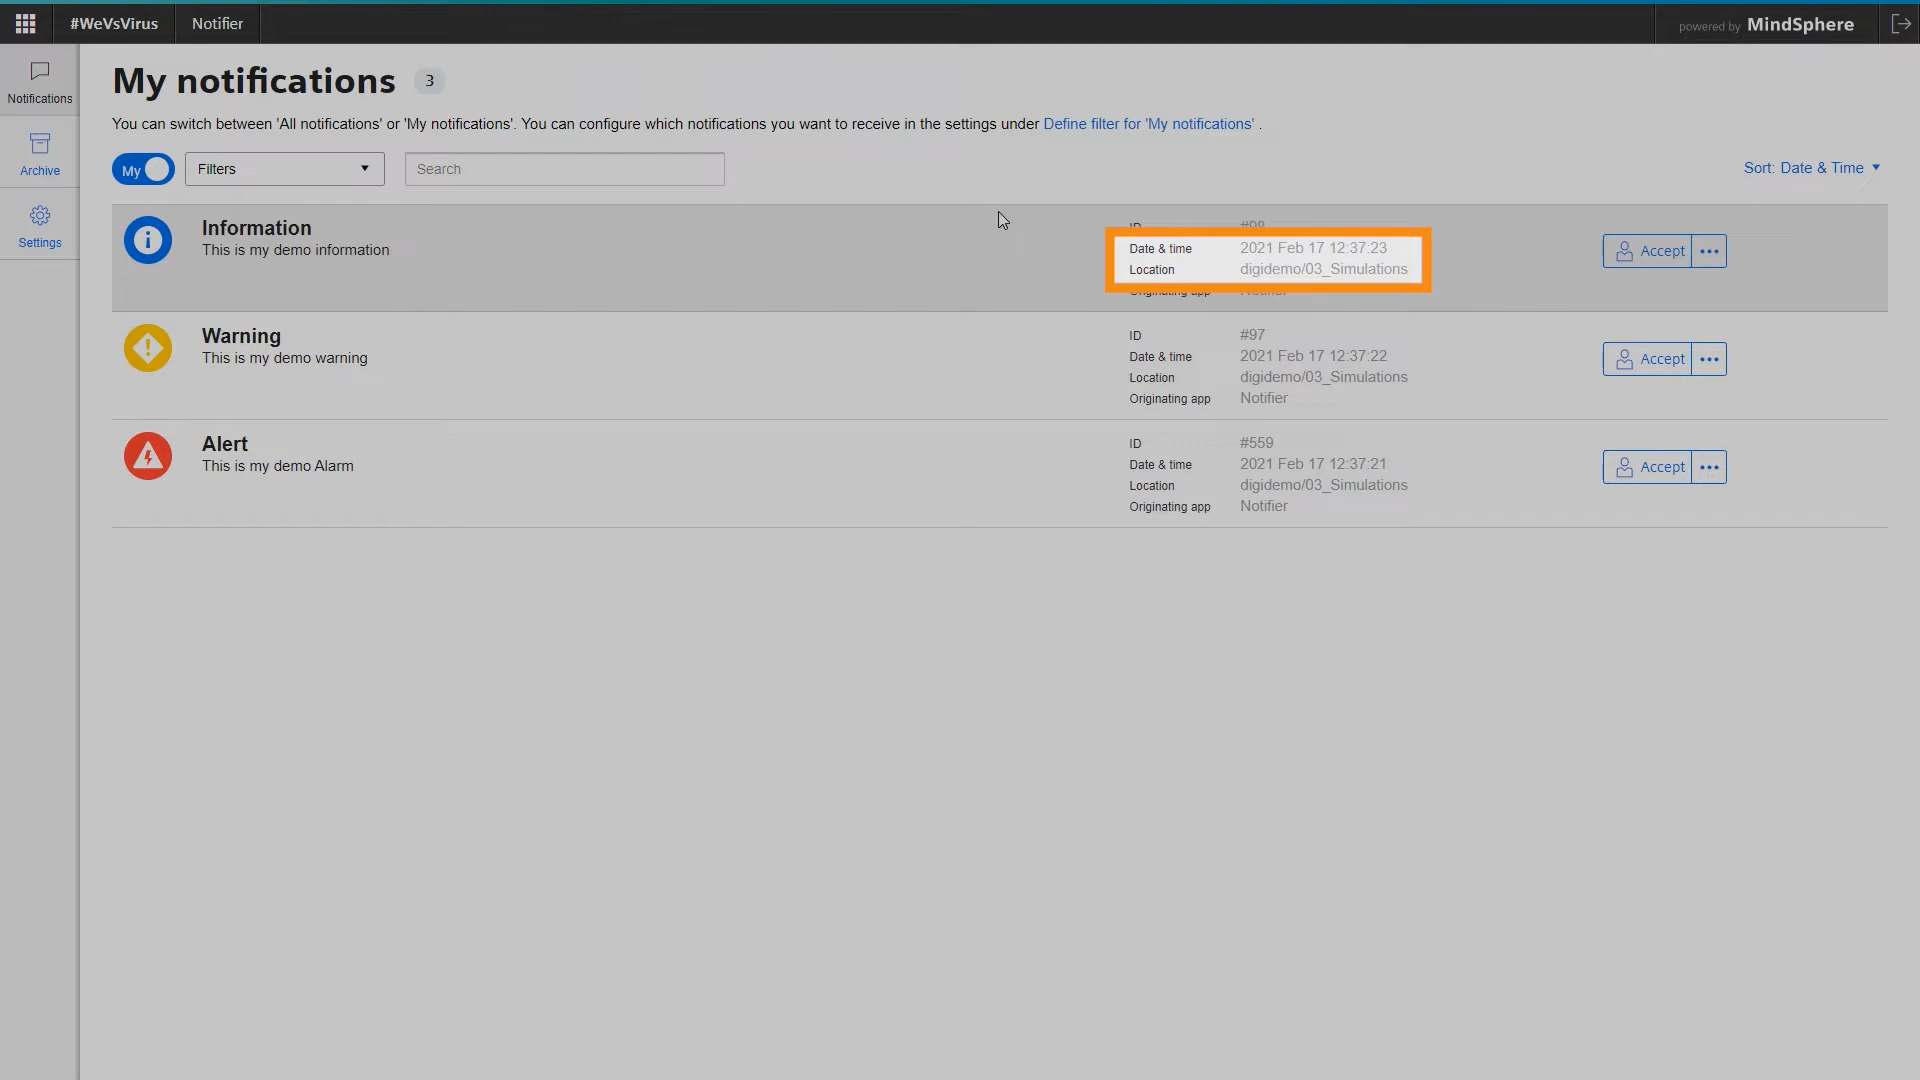 #WeVsVirus Notifier powered by MindSphere
My notifications 3
Notifications
You can switch between 'All notifications' or 'My notifications'. You can configure which notifications you want to receive in the settings under Define filter for 'My notifications' .
Archive
My Filters Search Sort: Date & Time
Settings
Information
This is my demo information
ID #98
Date & time 2021 Feb 17 12:37:23
Location digidemo/03_Simulations
Originating app Notifier
Accept
Warning
This is my demo warning
ID #97
Date & time 2021 Feb 17 12:37:22
Location digidemo/03_Simulations
Originating app Notifier
Accept
Alert
This is my demo Alarm
ID #559
Date & time 2021 Feb 17 12:37:21
Location digidemo/03_Simulations
Originating app Notifier
Accept